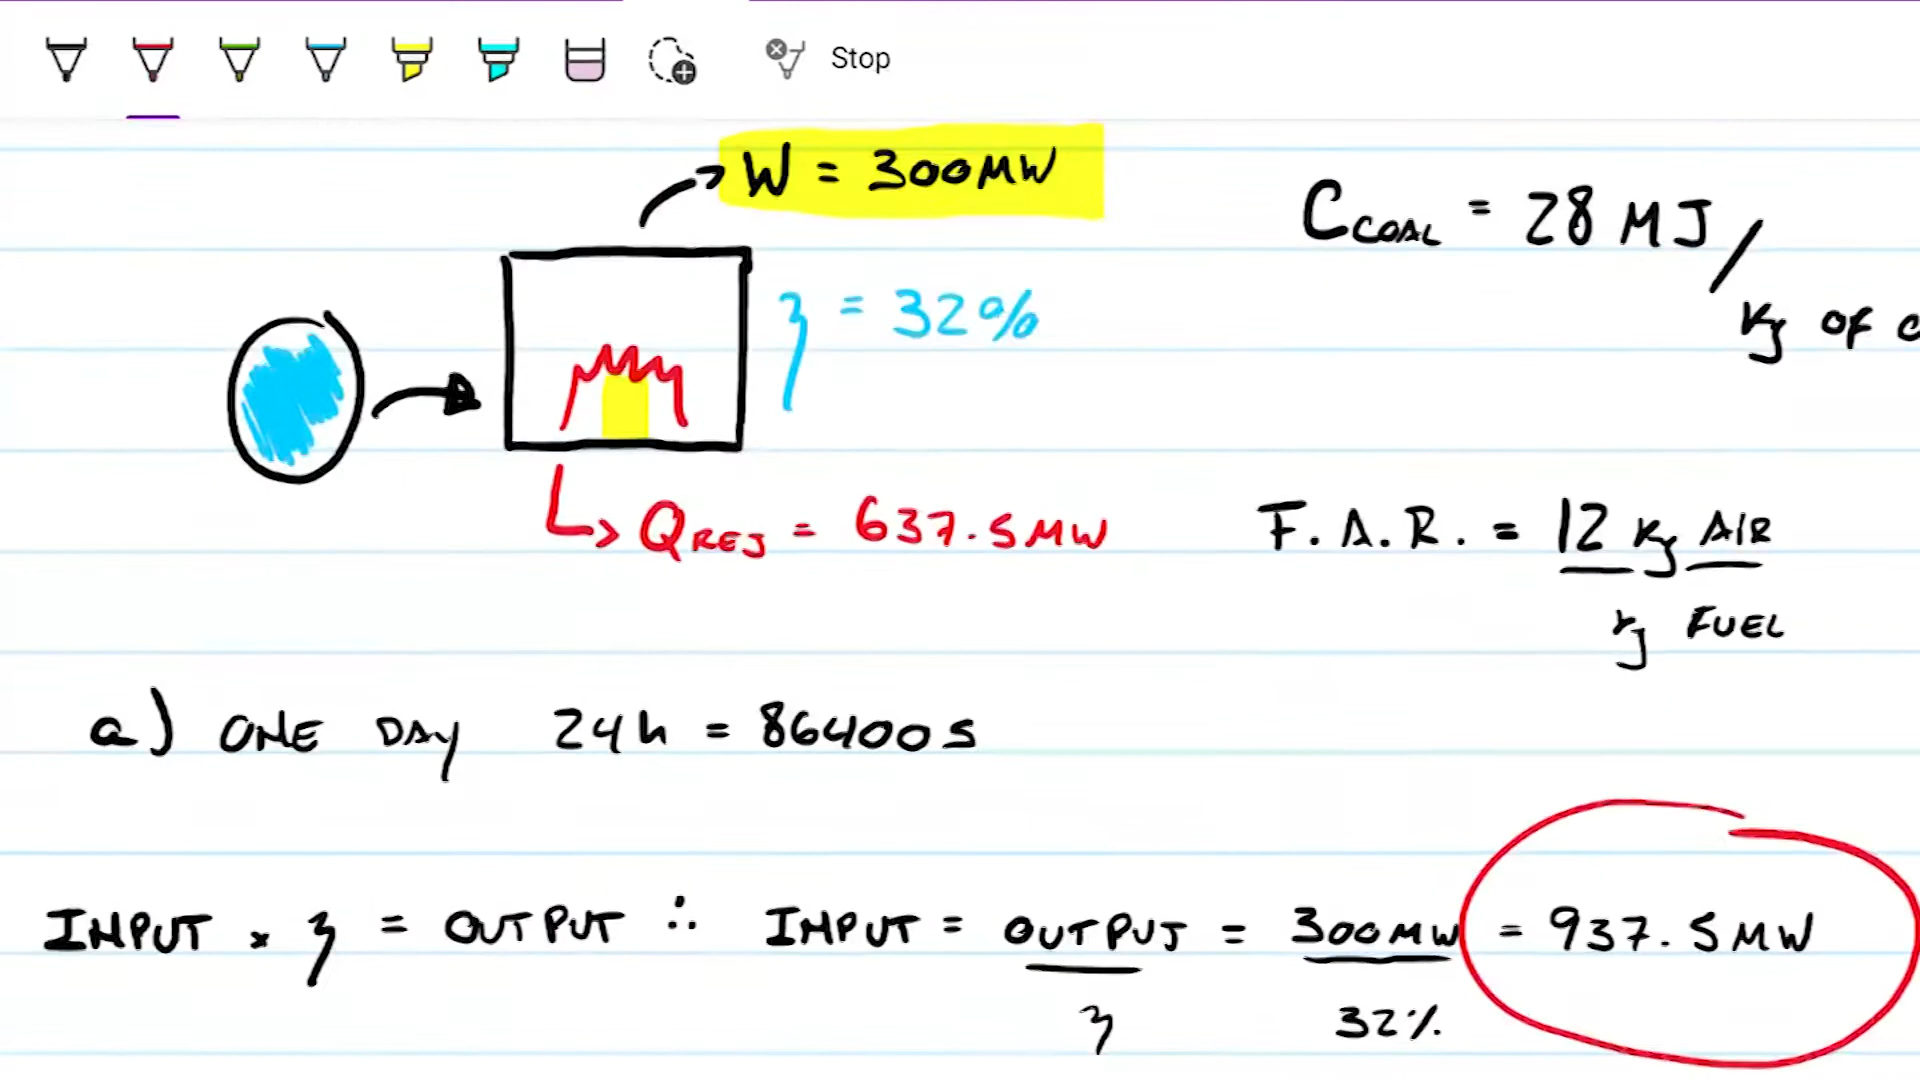 Stop
W = 300MW
C COAL = 28 MJ/
kg OF
η = 32%
QREJ = 637.5MW
F.A.R. = 12 kg AIR
kg FUEL
a) ONE DAY 24h = 86400s
INPUT × η = OUTPUT ∴ INPUT = OUTPUT = 300MW = 937.5MW
η 32%